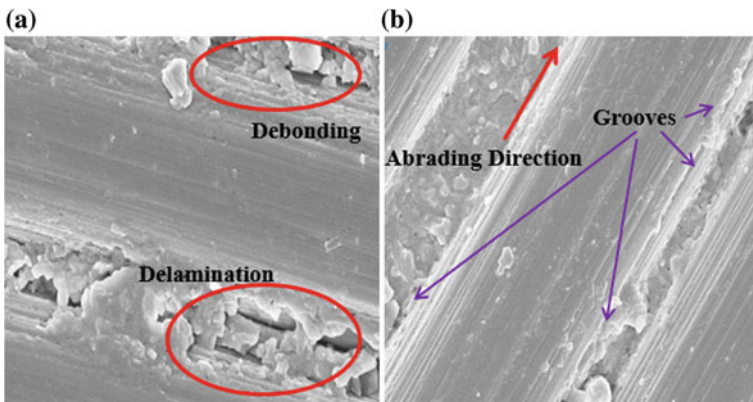 (a)
Debonding
Delamination
(b)
Grooves
Abrading Direction